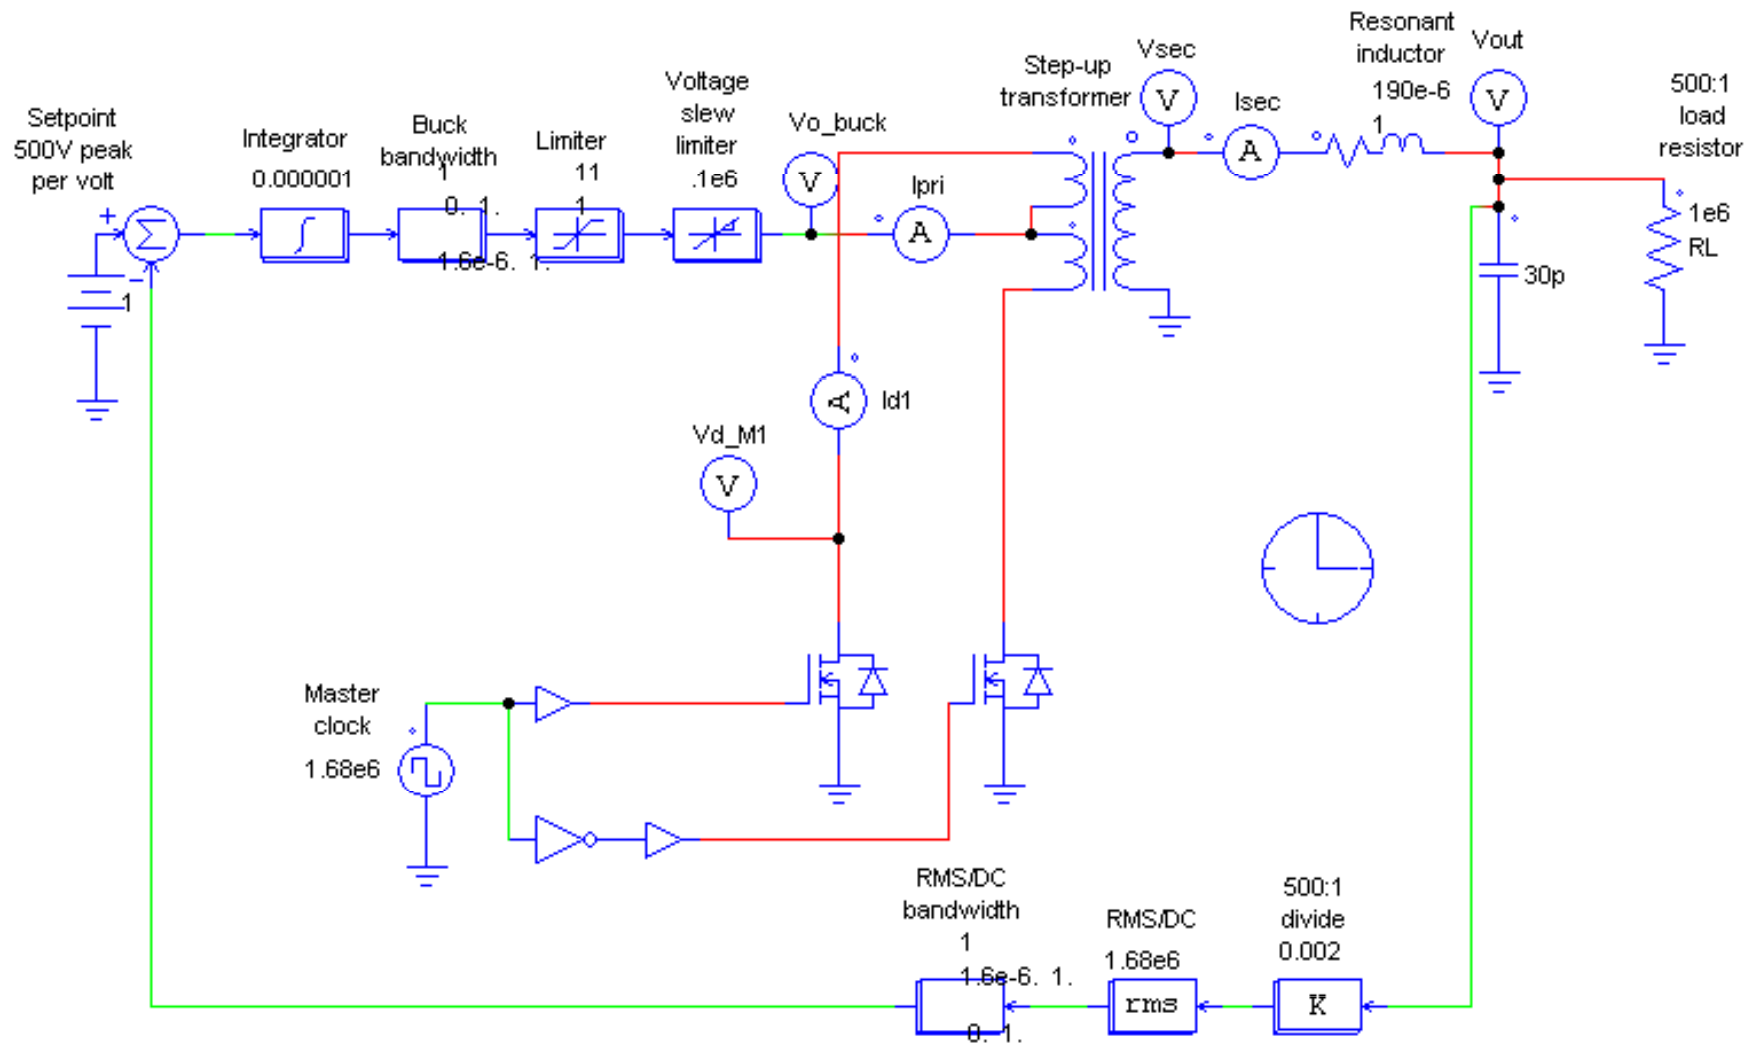 Setpoint
500V peak
per volt
+
Σ
−
1
Integrator
0.000001
∫
Buck
bandwidth
1
0. 1.
1.6e-6. 1.
Limiter
11
1
Voltage
slew
limiter
.1e6
Vo_buck
V
Ipri
A
Step-up
transformer
Vsec
V
Isec
A
Resonant
inductor
190e-6
1
Vout
V
500:1
load
resistor
1e6
RL
30p
A
Id1
Vd_M1
V
Master
clock
1.68e6
RMS/DC
bandwidth
1
1.6e-6. 1.
0. 1.
RMS/DC
1.68e6
rms
500:1
divide
0.002
K